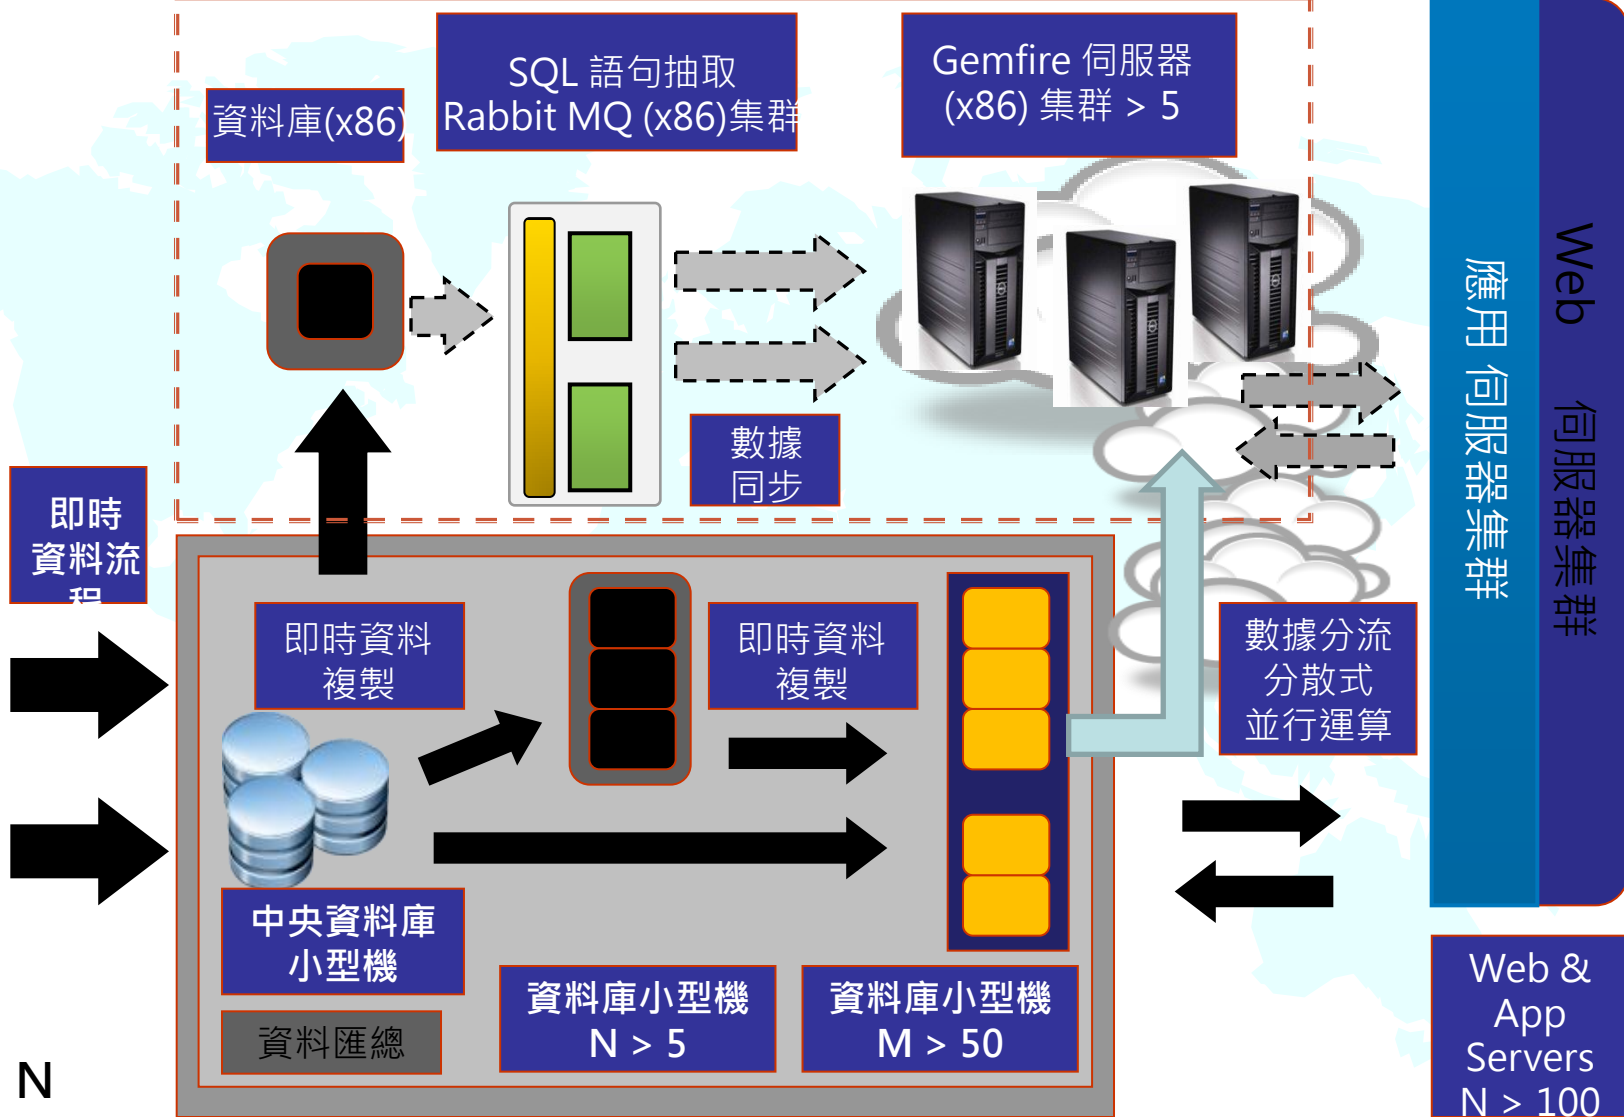 資料庫(x86)
SQL 語句抽取
Rabbit MQ (x86)集群
Gemfire 伺服器
(x86) 集群 > 5
數據
同步
即時
資料流
程
即時資料
複製
即時資料
複製
數據分流
分散式
並行運算
中央資料庫
小型機
資料匯總
資料庫小型機
N > 5
資料庫小型機
M > 50
應用 伺服器集群
Web 伺服器集群
Web &
App
Servers
N > 100
N